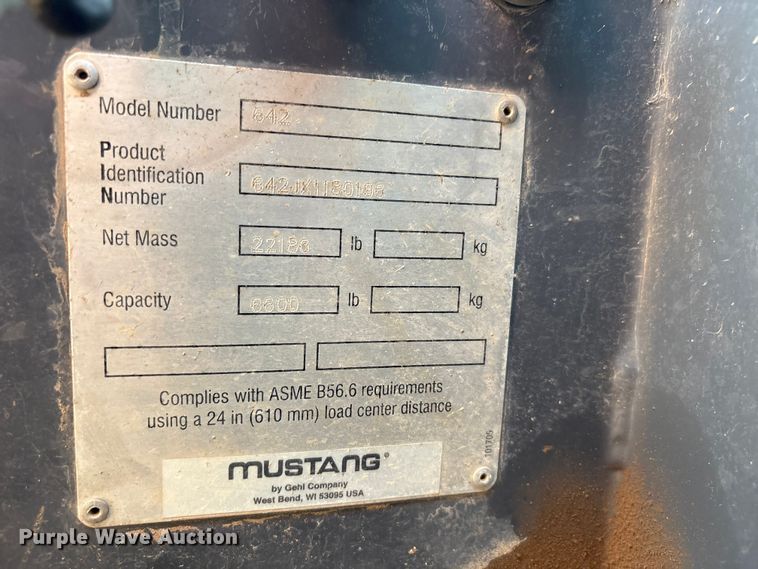 Model Number 642
Product
Identification
Number
Net Mass lb kg
Capacity 6600 lb kg
Complies with ASME B56.6 requirements
using a 24 in (610 mm) load center distance
101705
MUSTANG®
by Gehl Company
West Bend, WI 53095 USA
Purple Wave Auction